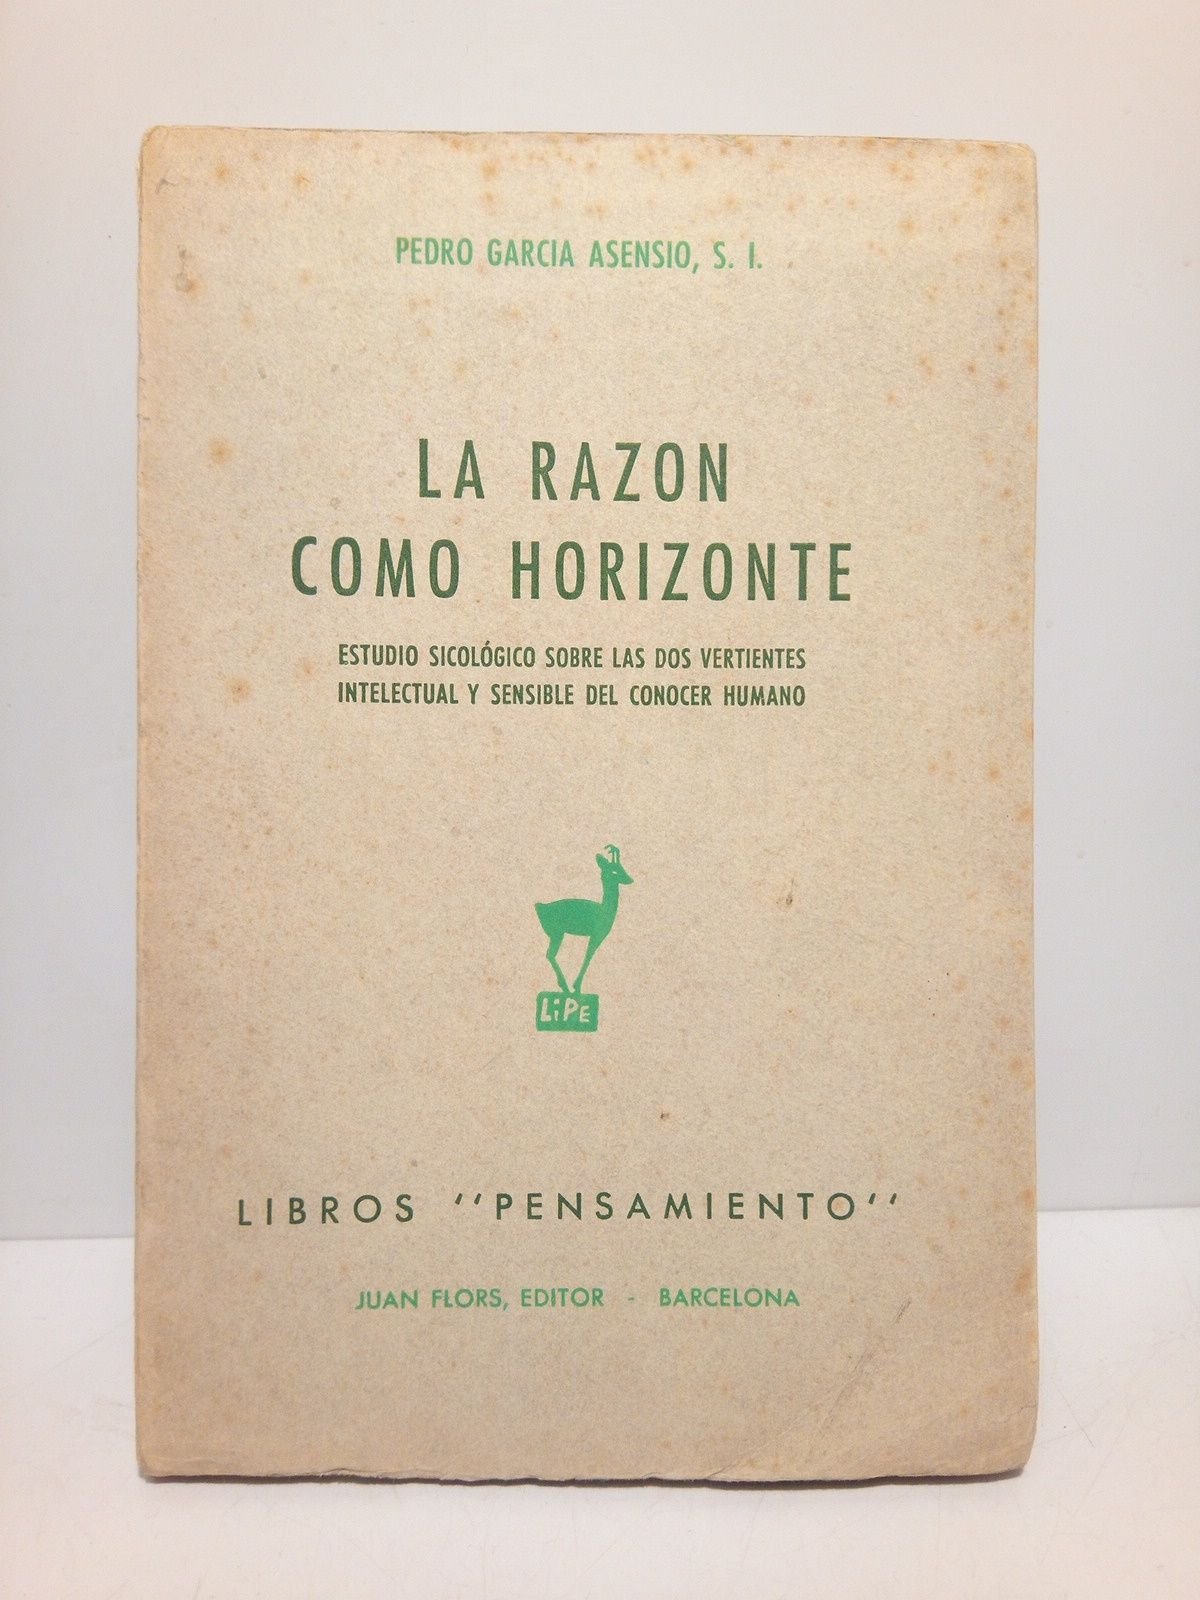 PEDRO GARCIA ASENSIO, S. I.
LA RAZON
COMO HORIZONTE
ESTUDIO SICOLÓGICO SOBRE LAS DOS VERTIENTES
INTELECTUAL Y SENSIBLE DEL CONOCER HUMANO
LiPE
LIBROS "PENSAMIENTO"
JUAN FLORS, EDITOR - BARCELONA